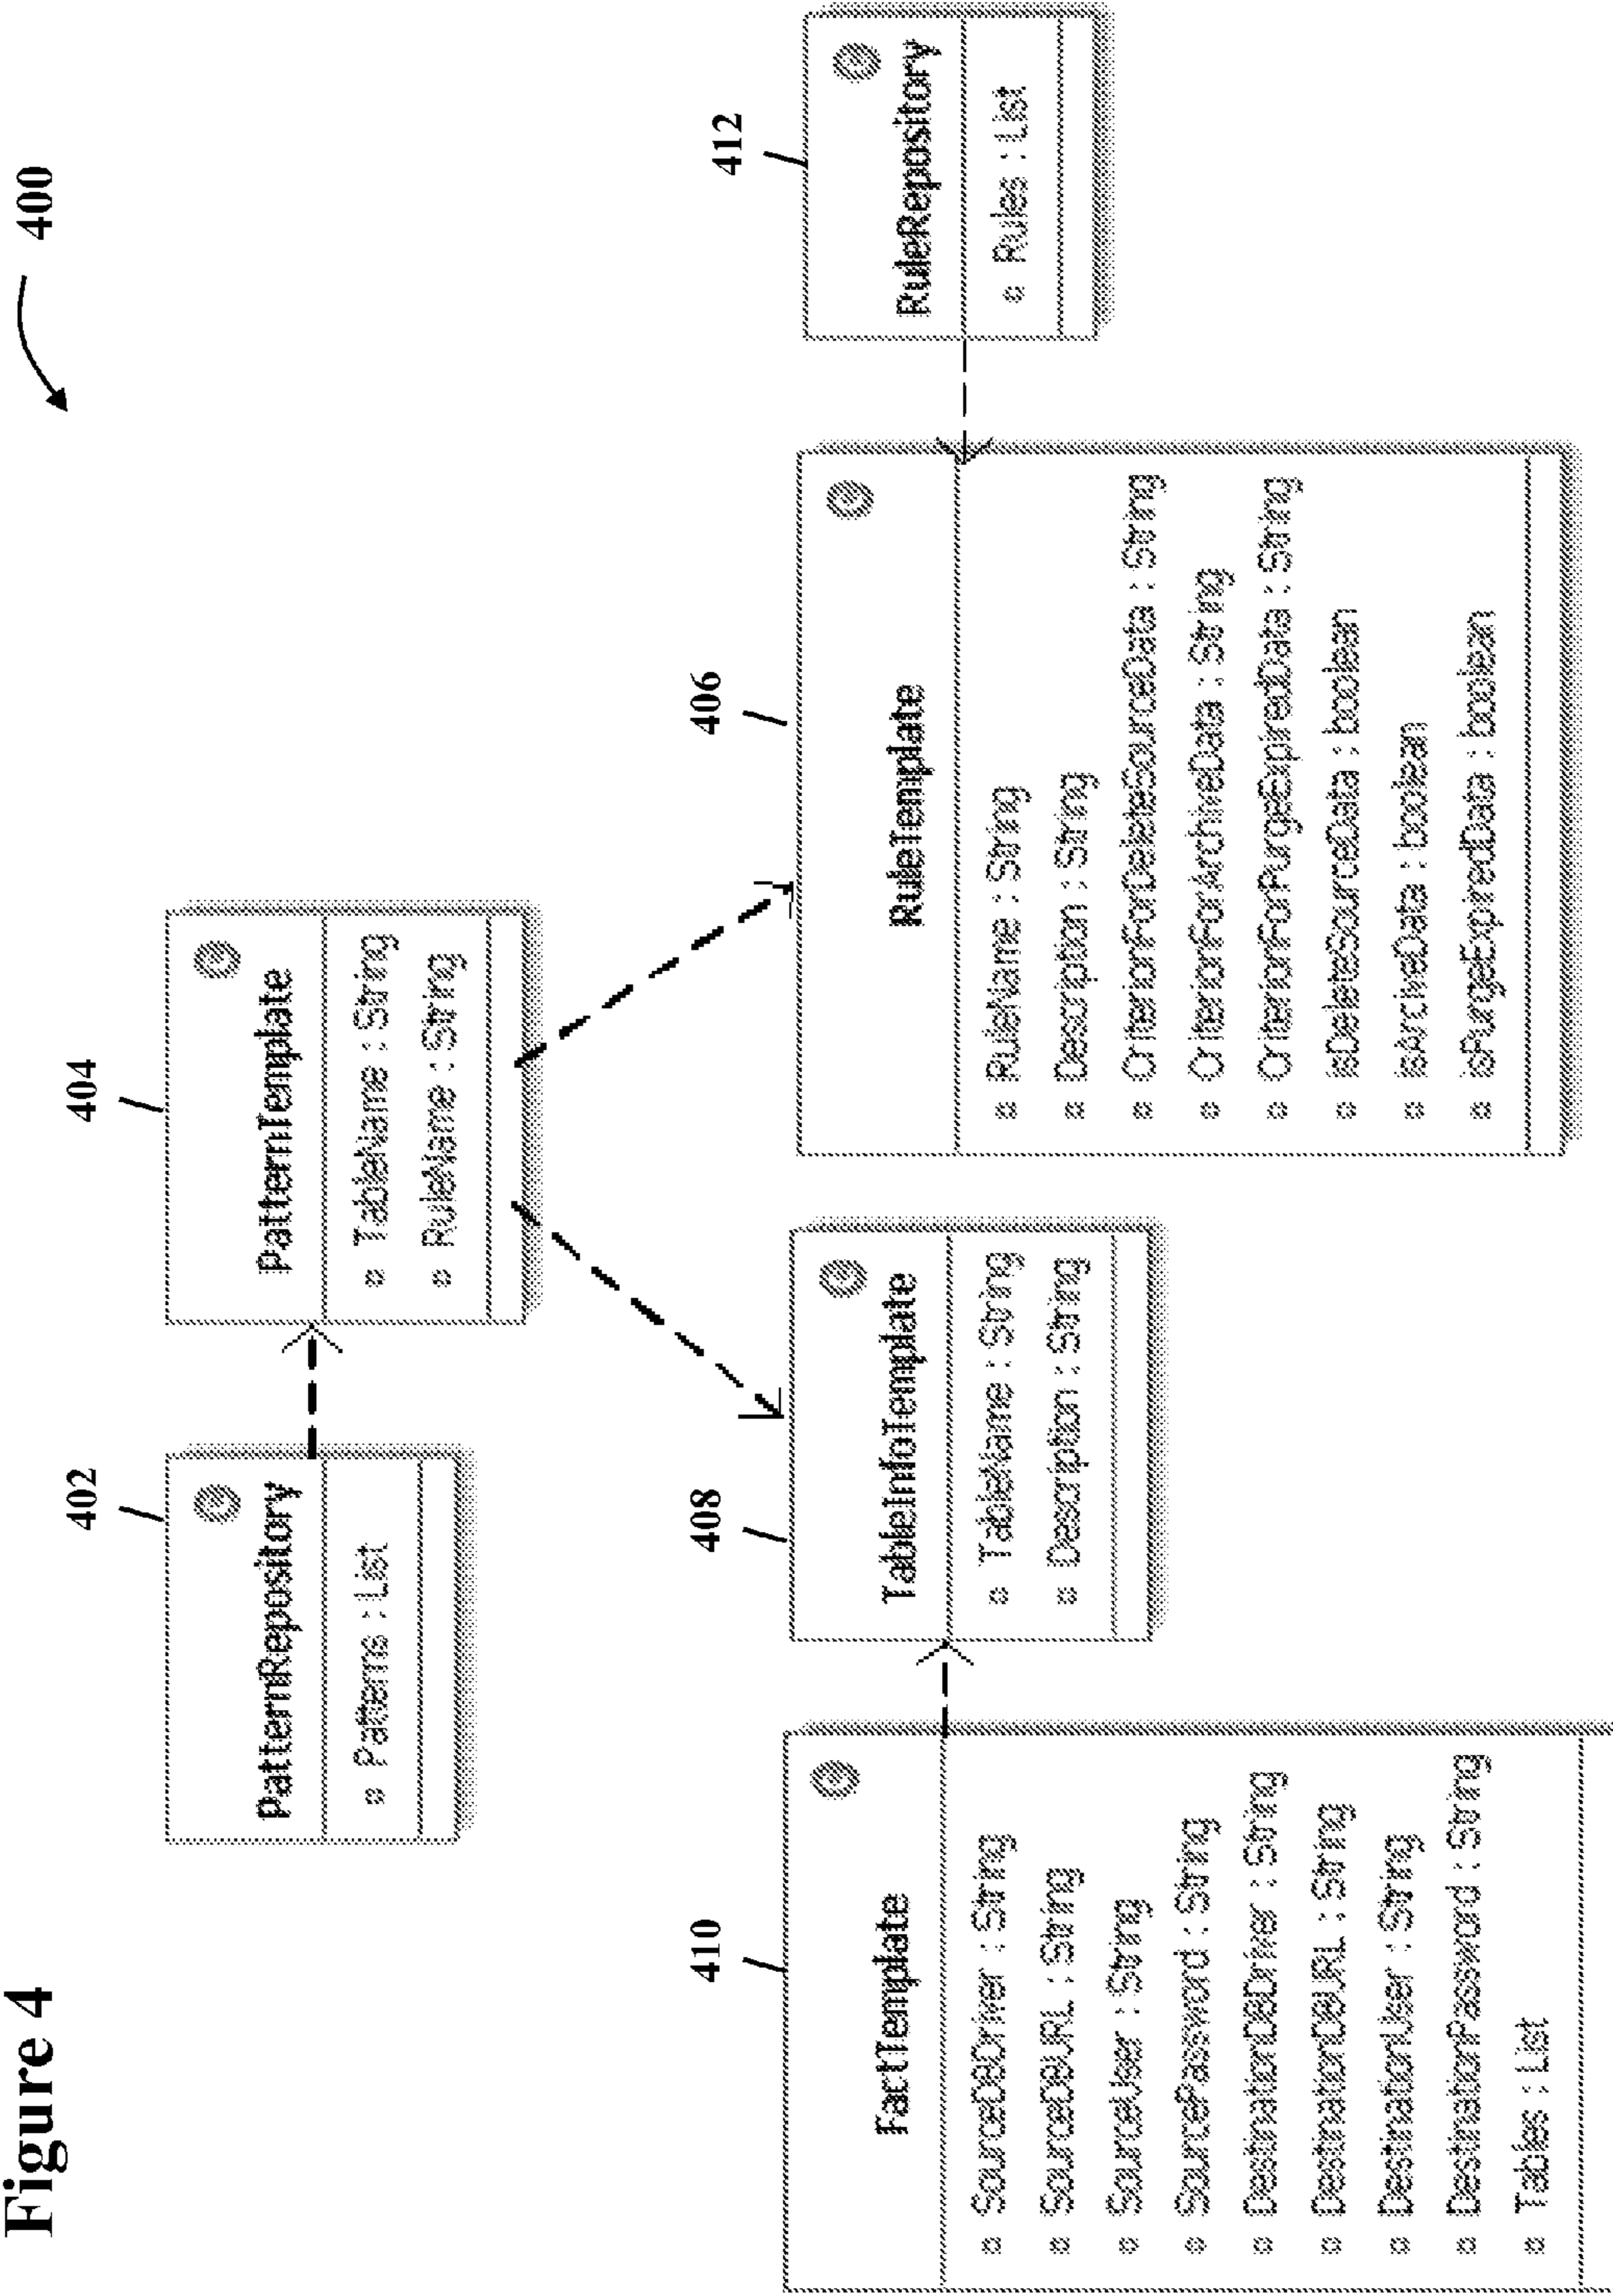 Figure 4
400
402
PatternRepository
Patterns : List
404
PatternTemplate
TableName : String
RuleName : String
410
FactTemplate
SourceDBDriver : String
SourceDBURL : String
SourceUser : String
SourcePassword : String
DestinationDBDriver : String
DestinationDBURL : String
DestinationUser : String
DestinationPassword : String
Tables : List
408
TableInfoTemplate
TableName : String
Description : String
406
RuleTemplate
RuleName : String
Description : String
CriterionForDeleteSourceData : String
CriterionForArchiveData : String
CriterionForPurgeExpiredData : String
isDeleteSourceData : boolean
isArchiveData : boolean
isPurgeExpiredData : boolean
412
RuleRepository
Rules : List